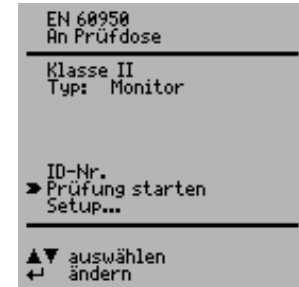 EN 60950
An Prüfdose
Klasse II
Typ: Monitor
ID-Nr.
Prüfung starten
Setup...
▲▼ auswählen
↵ ändern